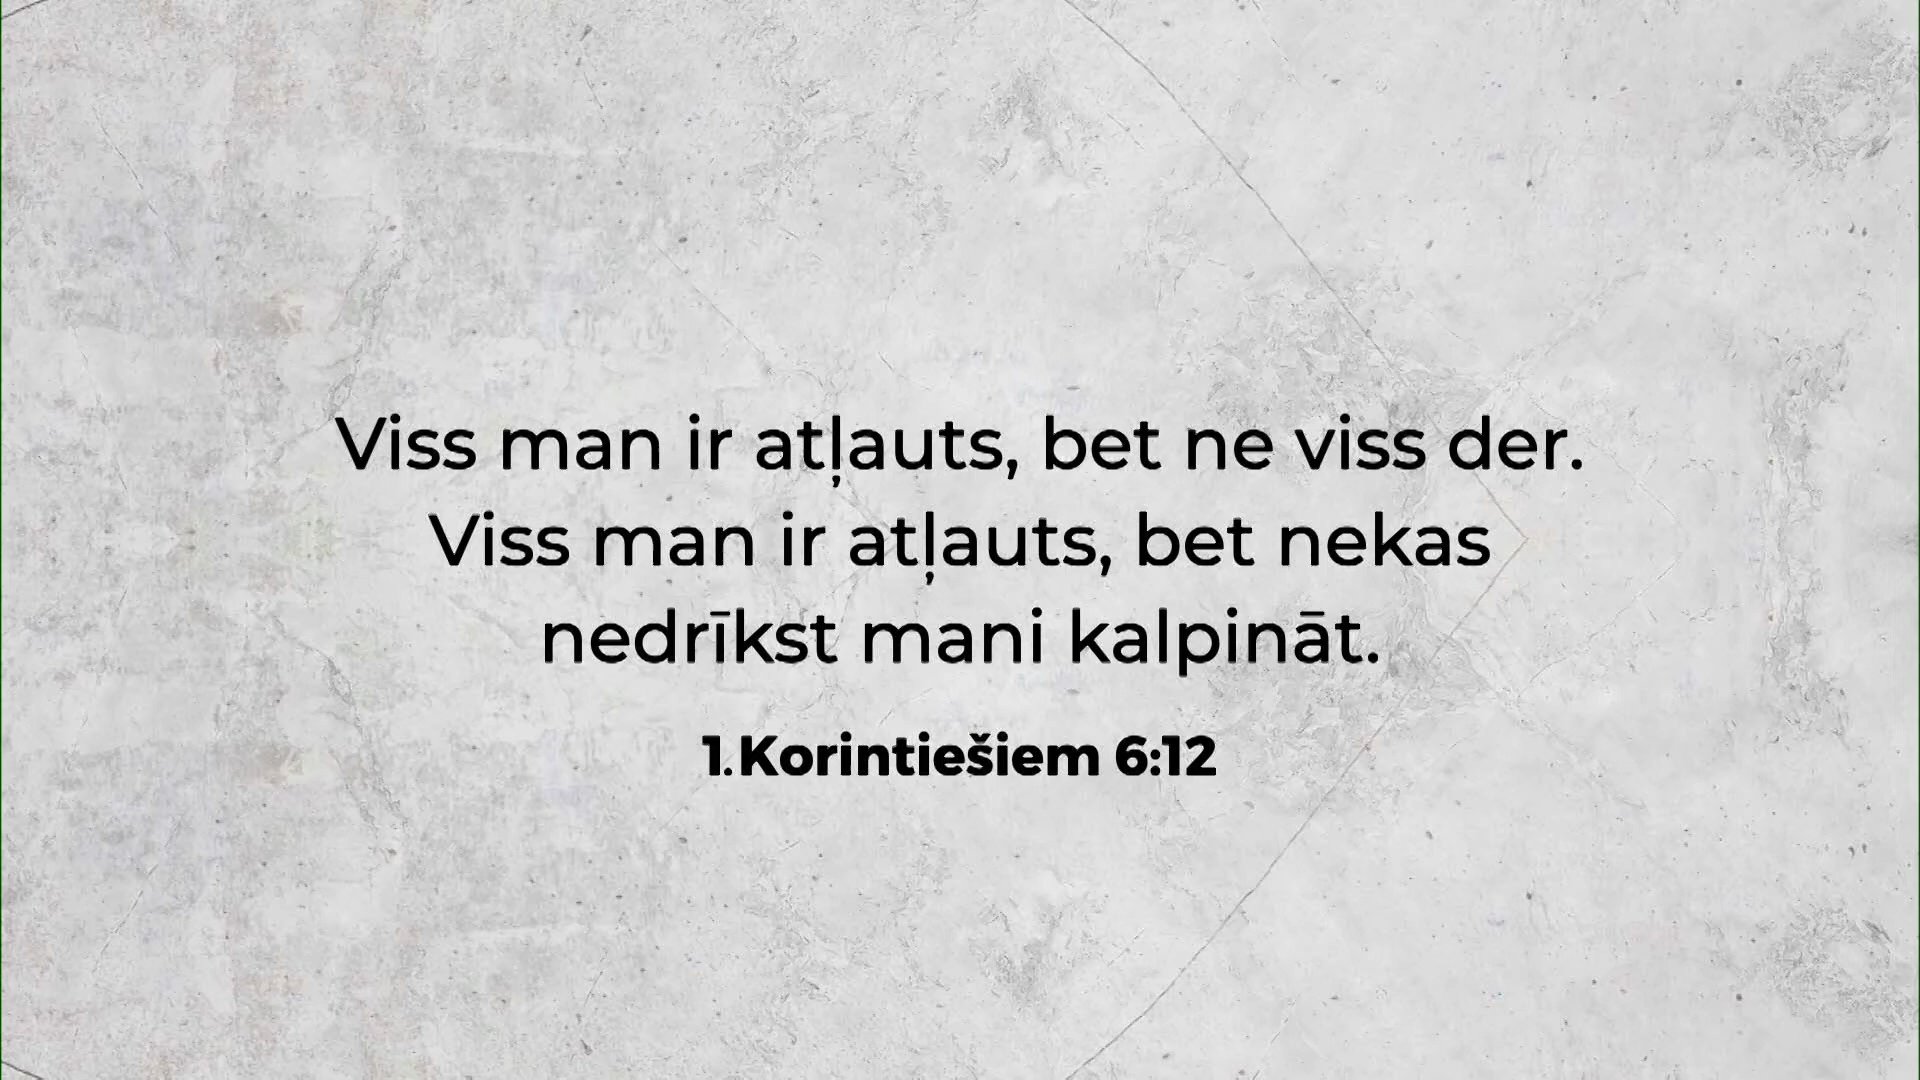 Viss man ir atļauts, bet ne viss der.
Viss man ir atļauts, bet nekas
nedrīkst mani kalpināt.
1.Korintiešiem 6:12